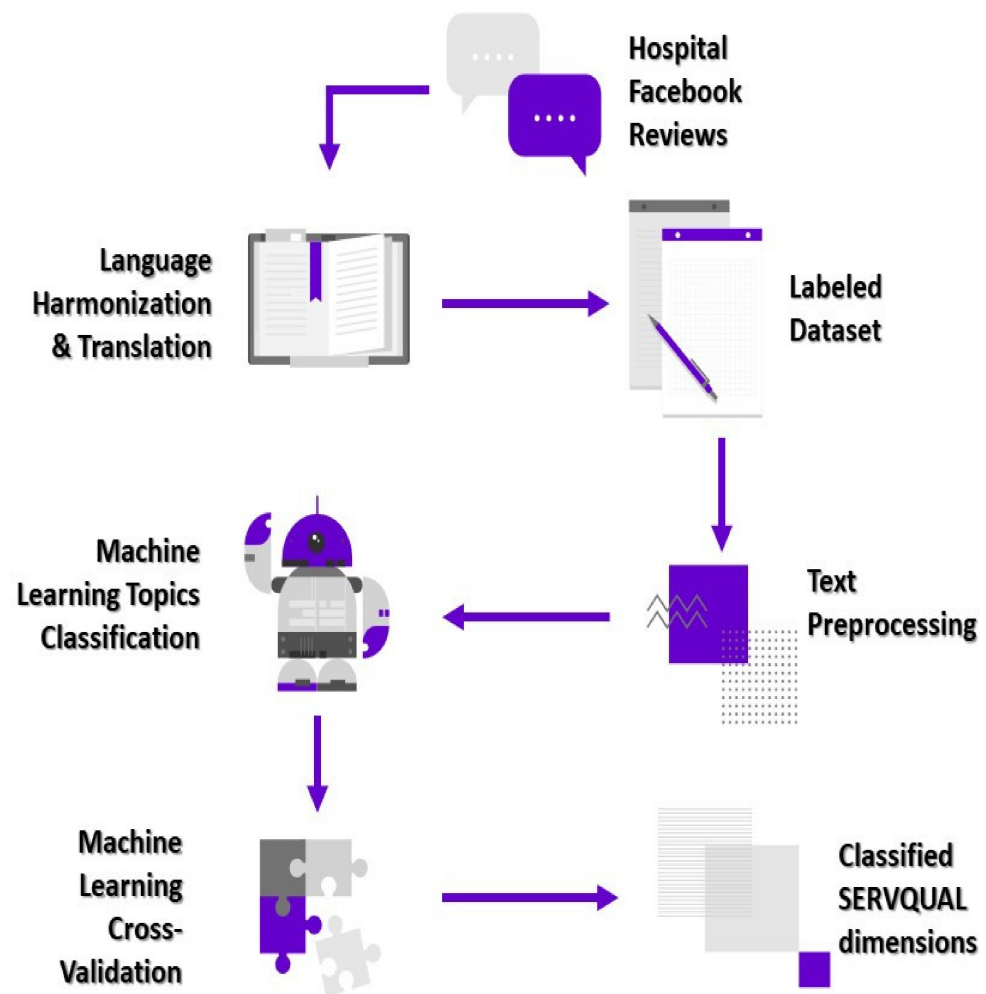 Hospital
Facebook
Reviews
Language
Harmonization
& Translation
Labeled
Dataset
Text
Preprocessing
Machine
Learning Topics
Classification
Machine
Learning
Cross-
Validation
Classified
SERVQUAL
dimensions